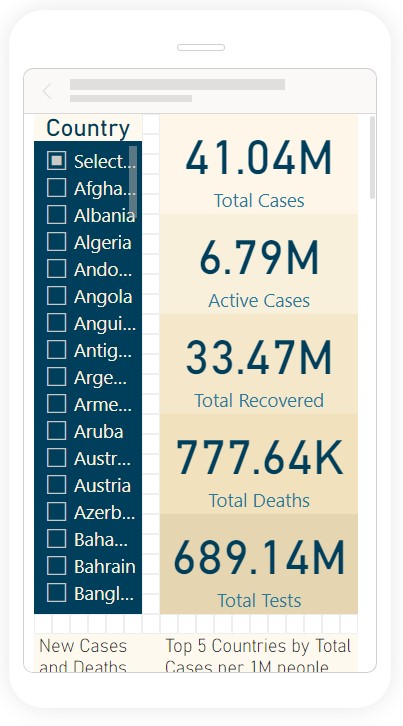 Country
Select...
Afgha...
Albania
Algeria
Ando...
Angola
Angui...
Antig...
Arge...
Arme...
Aruba
Austr...
Austria
Azerb...
Baha...
Bahrain
Bangl...
41.04M
Total Cases
6.79M
Active Cases
33.47M
Total Recovered
777.64K
Total Deaths
689.14M
Total Tests
New Cases
and Deaths
Top 5 Countries by Total
Cases per 1M people